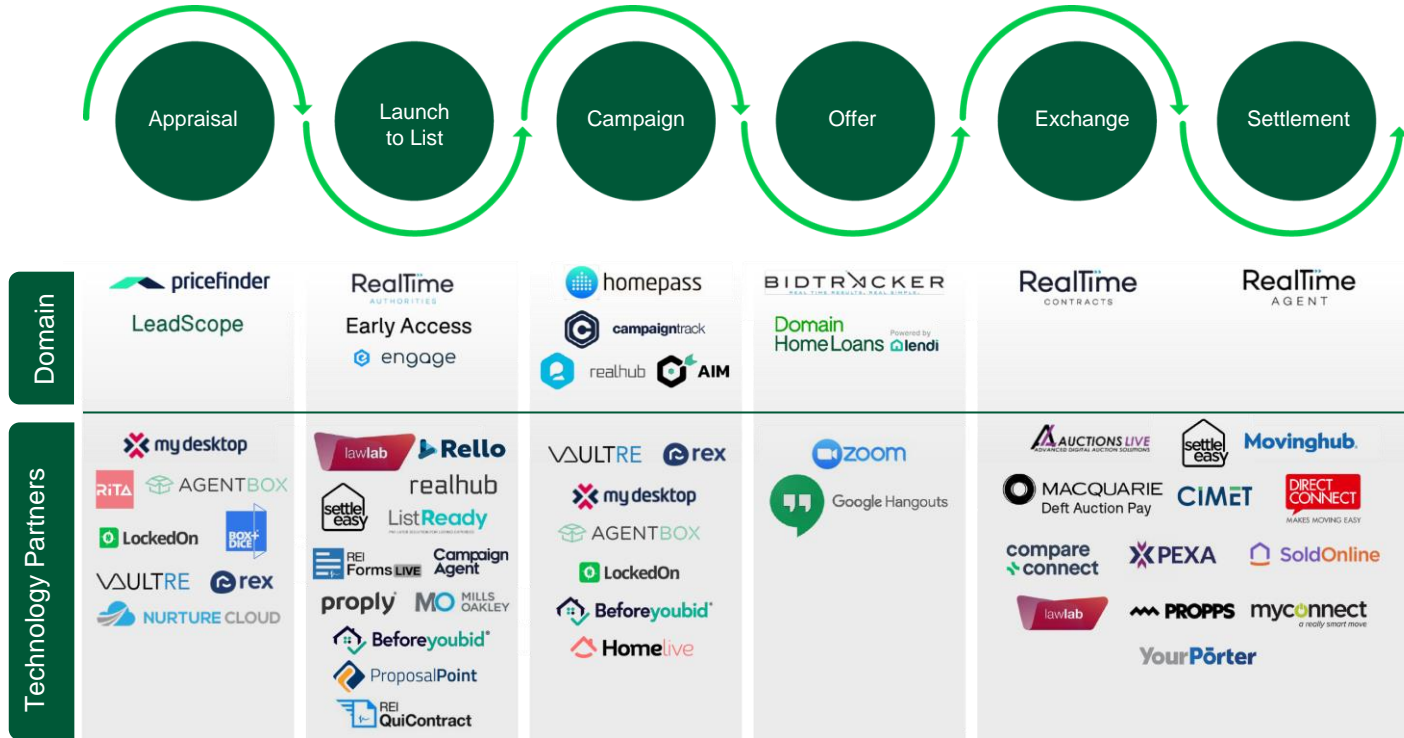 Appraisal
Launch
to List
Campaign
Offer
Exchange
Settlement
Domain
pricefinder
LeadScope
RealTime
AUTHORITIES
Early Access
engage
homepass
campaigntrack
realhub
AIM
BIDTRACKER
REAL TIME RESULTS. REAL SIMPLE.
Domain
Home Loans
Powered by
lendi
RealTime
CONTRACTS
RealTime
AGENT
Technology Partners
my desktop
RiTA
AGENTBOX
LockedOn
BOX+
DICE
VAULTRE
rex
NURTURE CLOUD
lawlab
Rello
settle
easy
realhub
ListReady
REI
Forms LIVE
Campaign
Agent
proply
MO MILLS
OAKLEY
Beforeyoubid
ProposalPoint
REI
QuiContract
VAULTRE
rex
my desktop
AGENTBOX
LockedOn
Beforeyoubid
Homelive
zoom
Google Hangouts
AUCTIONS LIVE
ADVANCED DIGITAL AUCTION SOLUTIONS
settle
easy
Movinghub.
MACQUARIE
Deft Auction Pay
CIMET
DIRECT
CONNECT
MAKES MOVING EASY
compare
connect
PEXA
SoldOnline
lawlab
PROPPS
myconnect
a really smart move
YourPōrter